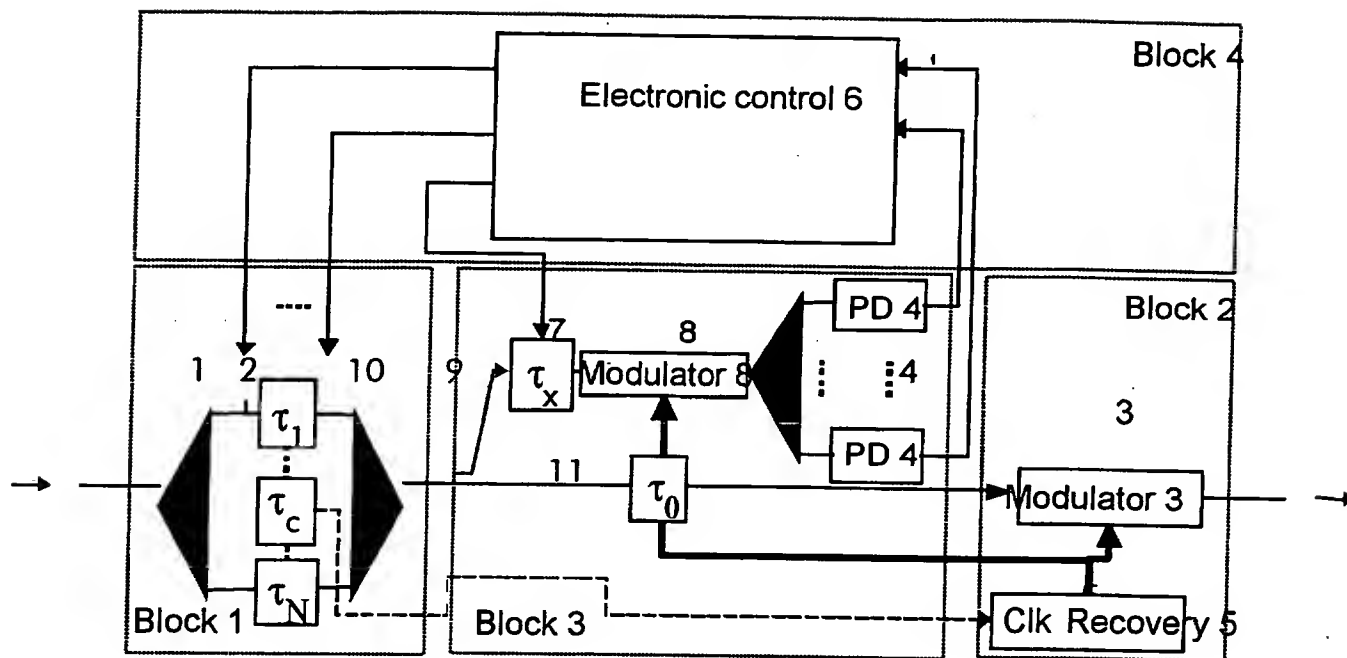 Block 4
Electronic control 6
Block 2
7
8
PD 4
1 2 10 9
τ1
τx
Modulator 8
4
3
τc
11
τ0
PD 4
Modulator 3
τN
Block 1
Block 3
Clk Recovery 5